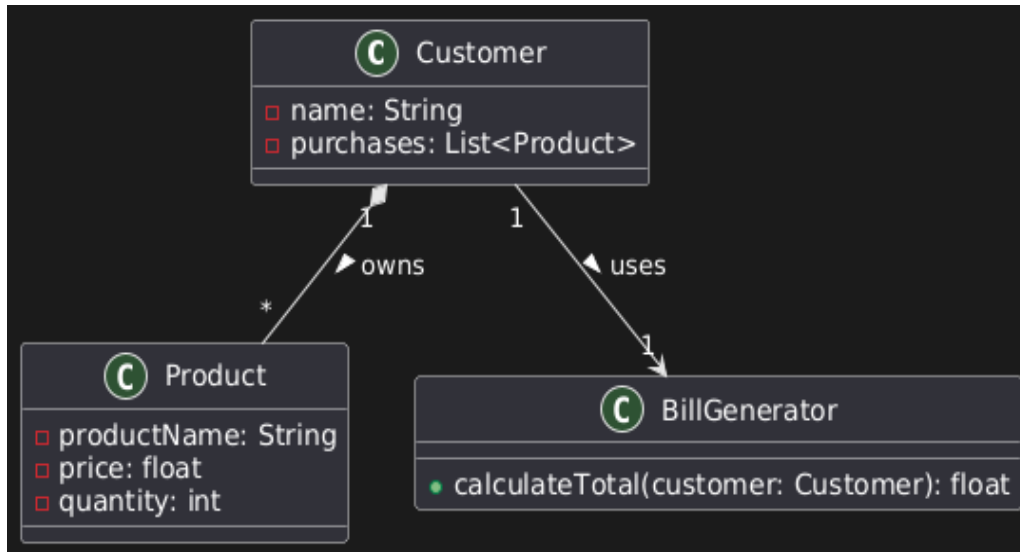 C Customer
name: String
purchases: List<Product>
1
1
owns
uses
*
1
C Product
productName: String
price: float
quantity: int
C BillGenerator
calculateTotal(customer: Customer): float